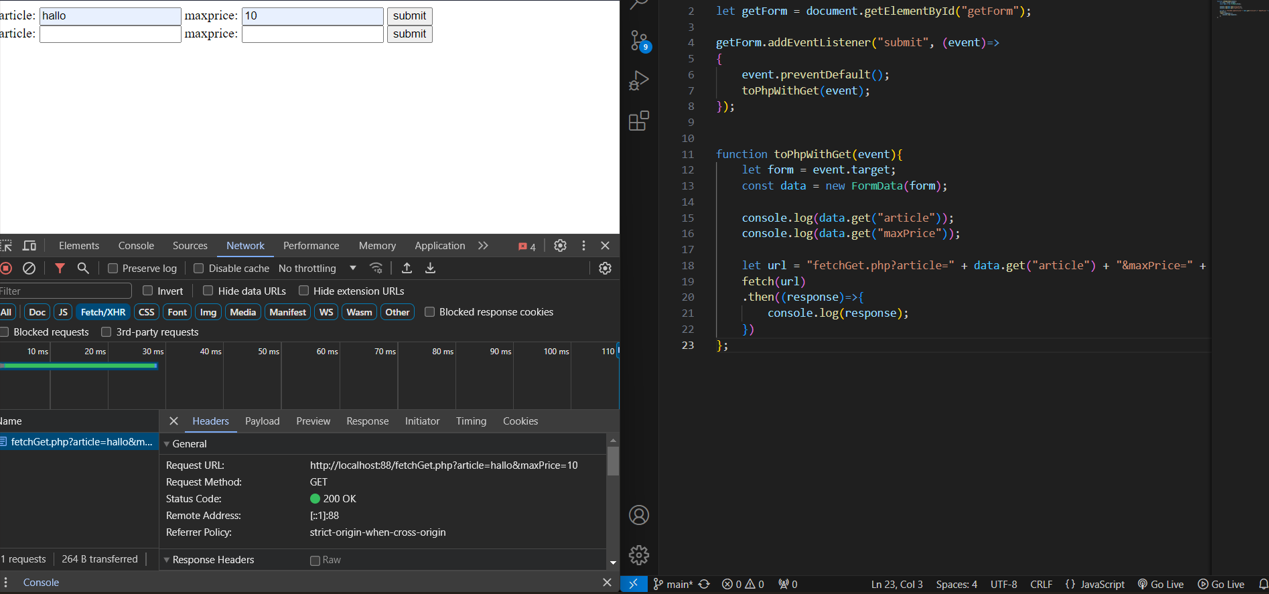 article: hallo maxprice: 10 submit
article: maxprice: submit
Elements Console Sources Network Performance Memory Application 4
Preserve log Disable cache No throttling
Filter Invert Hide data URLs Hide extension URLs
All Doc JS Fetch/XHR CSS Font Img Media Manifest WS Wasm Other Blocked response cookies
Blocked requests 3rd-party requests
10 ms 20 ms 30 ms 40 ms 50 ms 60 ms 70 ms 80 ms 90 ms 100 ms 110
Name Headers Payload Preview Response Initiator Timing Cookies
fetchGet.php?article=hallo&m...
General
Request URL: http://localhost:88/fetchGet.php?article=hallo&maxPrice=10
Request Method: GET
Status Code: 200 OK
Remote Address: [::1]:88
Referrer Policy: strict-origin-when-cross-origin
Response Headers Raw
1 requests 264 B transferred
Console
9
2 let getForm = document.getElementById("getForm");
3
4 getForm.addEventListener("submit", (event)=>
5 {
6 event.preventDefault();
7 toPhpWithGet(event);
8 });
9
10
11 function toPhpWithGet(event){
12 let form = event.target;
13 const data = new FormData(form);
14
15 console.log(data.get("article"));
16 console.log(data.get("maxPrice"));
17
18 let url = "fetchGet.php?article=" + data.get("article") + "&maxPrice=" +
19 fetch(url)
20 .then((response)=>{
21 console.log(response);
22 })
23 };
main* 0 0 0 Ln 23, Col 3 Spaces: 4 UTF-8 CRLF {} JavaScript Go Live Go Live